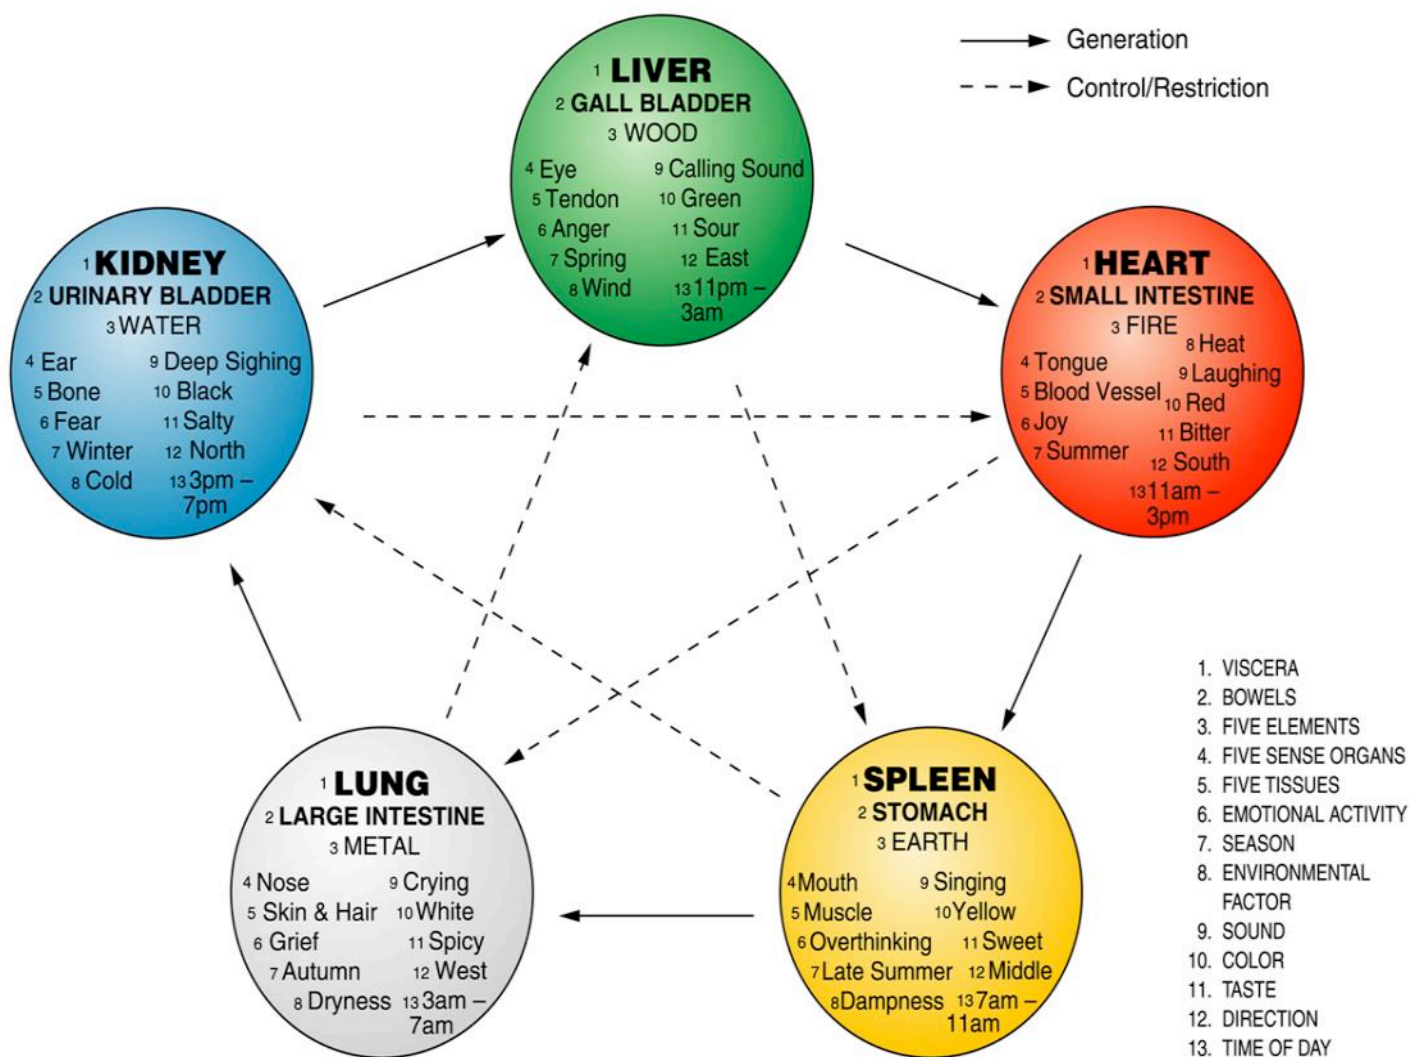 Generation
Control/Restriction
1 LIVER
2 GALL BLADDER
3 WOOD
4 Eye
5 Tendon
6 Anger
7 Spring
8 Wind
9 Calling Sound
10 Green
11 Sour
12 East
13 11pm –
3am
1 KIDNEY
2 URINARY BLADDER
3 WATER
4 Ear
5 Bone
6 Fear
7 Winter
8 Cold
9 Deep Sighing
10 Black
11 Salty
12 North
13 3pm –
7pm
1 HEART
2 SMALL INTESTINE
3 FIRE
4 Tongue
5 Blood Vessel
6 Joy
7 Summer
8 Heat
9 Laughing
10 Red
11 Bitter
12 South
13 11am –
3pm
1 LUNG
2 LARGE INTESTINE
3 METAL
4 Nose
5 Skin & Hair
6 Grief
7 Autumn
8 Dryness
9 Crying
10 White
11 Spicy
12 West
13 3am –
7am
1 SPLEEN
2 STOMACH
3 EARTH
4 Mouth
5 Muscle
6 Overthinking
7 Late Summer
8 Dampness
9 Singing
10 Yellow
11 Sweet
12 Middle
13 7am –
11am
1. VISCERA
2. BOWELS
3. FIVE ELEMENTS
4. FIVE SENSE ORGANS
5. FIVE TISSUES
6. EMOTIONAL ACTIVITY
7. SEASON
8. ENVIRONMENTAL
FACTOR
9. SOUND
10. COLOR
11. TASTE
12. DIRECTION
13. TIME OF DAY